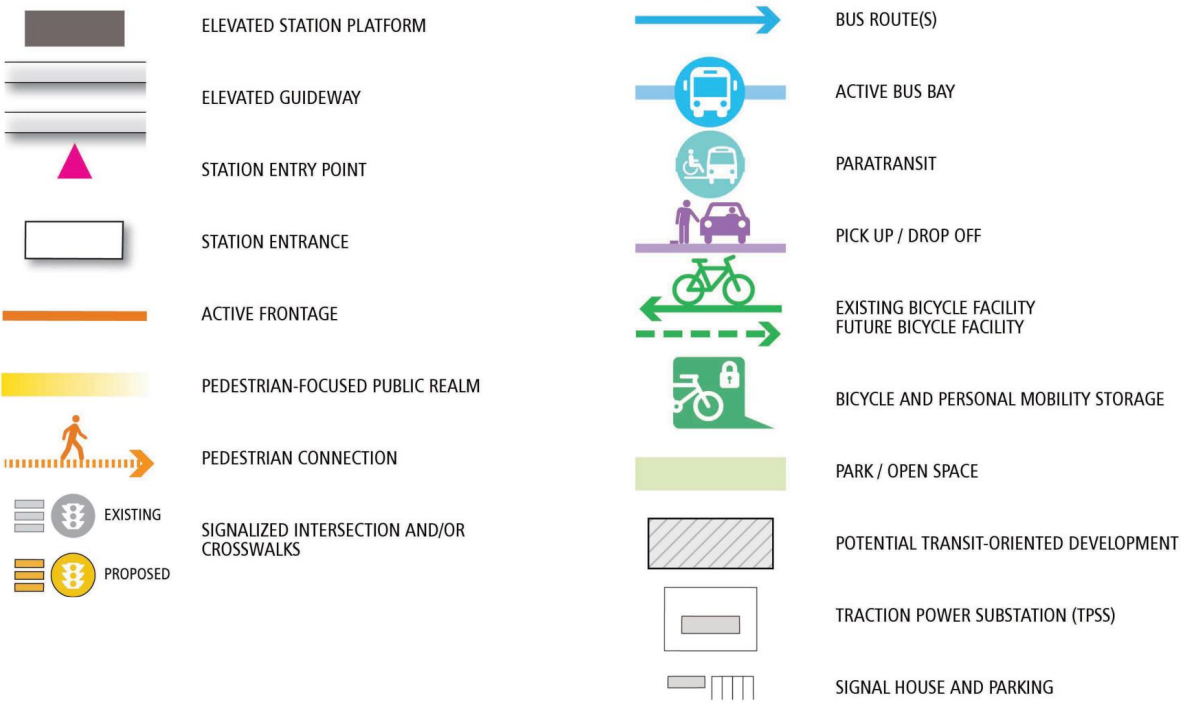 ELEVATED STATION PLATFORM
ELEVATED GUIDEWAY
STATION ENTRY POINT
STATION ENTRANCE
ACTIVE FRONTAGE
PEDESTRIAN-FOCUSED PUBLIC REALM
PEDESTRIAN CONNECTION
EXISTING
PROPOSED
SIGNALIZED INTERSECTION AND/OR
CROSSWALKS
BUS ROUTE(S)
ACTIVE BUS BAY
PARATRANSIT
PICK UP / DROP OFF
EXISTING BICYCLE FACILITY
FUTURE BICYCLE FACILITY
BICYCLE AND PERSONAL MOBILITY STORAGE
PARK / OPEN SPACE
POTENTIAL TRANSIT-ORIENTED DEVELOPMENT
TRACTION POWER SUBSTATION (TPSS)
SIGNAL HOUSE AND PARKING